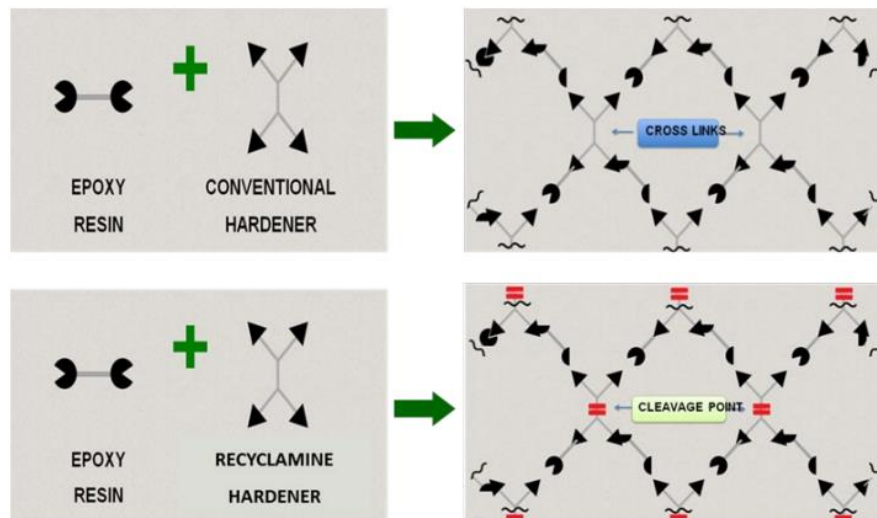 EPOXY
RESIN
CONVENTIONAL
HARDENER
CROSS LINKS
EPOXY
RESIN
RECYCLAMINE
HARDENER
CLEAVAGE POINT